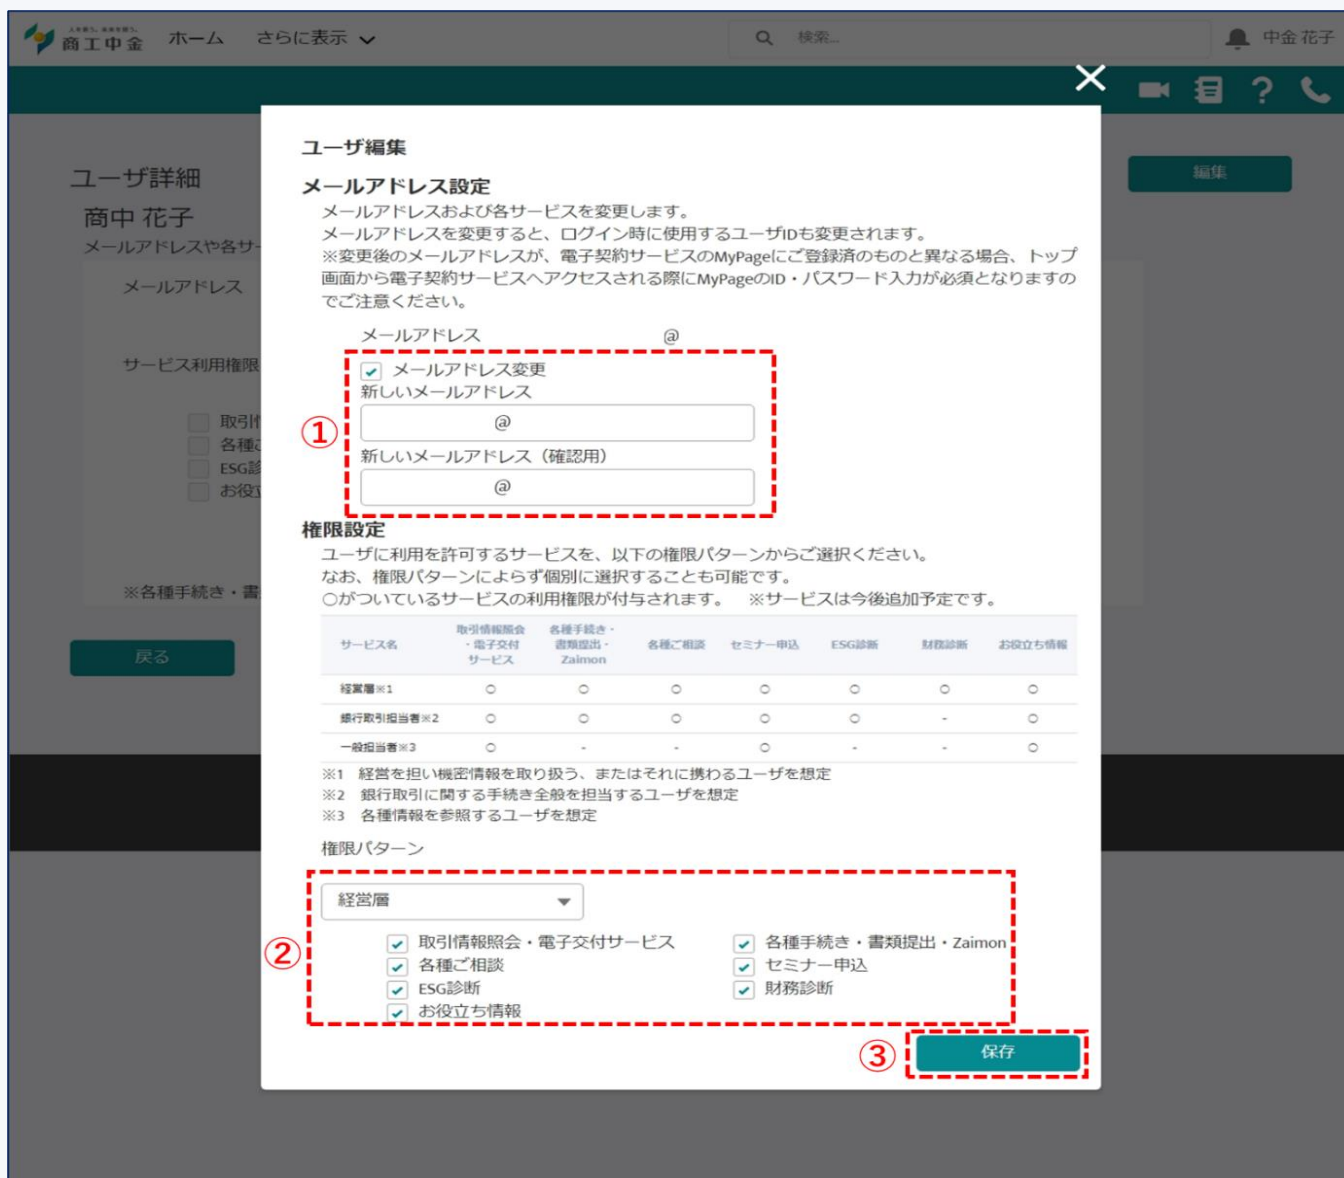 商工中金 ホーム さらに表示
検索...
中金 花子
ユーザ詳細
編集
商中 花子
メールアドレスや各サー
メールアドレス
サービス利用権限
取引
各種
ESG診
お役立
※各種手続き・書
戻る
ユーザ編集
メールアドレス設定
メールアドレスおよび各サービスを変更します。
メールアドレスを変更すると、ログイン時に使用するユーザIDも変更されます。
※変更後のメールアドレスが、電子契約サービスのMyPageにご登録済のものと異なる場合、トップ
画面から電子契約サービスへアクセスされる際にMyPageのID・パスワード入力が必須となりますの
でご注意ください。
メールアドレス @
メールアドレス変更
新しいメールアドレス
①
@
新しいメールアドレス（確認用）
@
権限設定
ユーザに利用を許可するサービスを、以下の権限パターンからご選択ください。
なお、権限パターンによらず個別に選択することも可能です。
○がついているサービスの利用権限が付与されます。 ※サービスは今後追加予定です。
サービス名 取引情報照会・電子交付サービス 各種手続き・書類提出・Zaimon 各種ご相談 セミナー申込 ESG診断 財務診断 お役立ち情報
経営層※1 ○ ○ ○ ○ ○ ○ ○
銀行取引担当者※2 ○ ○ ○ ○ ○ - ○
一般担当者※3 ○ - - ○ - - ○
※1 経営を担い機密情報を取り扱う、またはそれに携わるユーザを想定
※2 銀行取引に関する手続き全般を担当するユーザを想定
※3 各種情報を参照するユーザを想定
権限パターン
経営層
②
取引情報照会・電子交付サービス 各種手続き・書類提出・Zaimon
各種ご相談 セミナー申込
ESG診断 財務診断
お役立ち情報
③ 保存